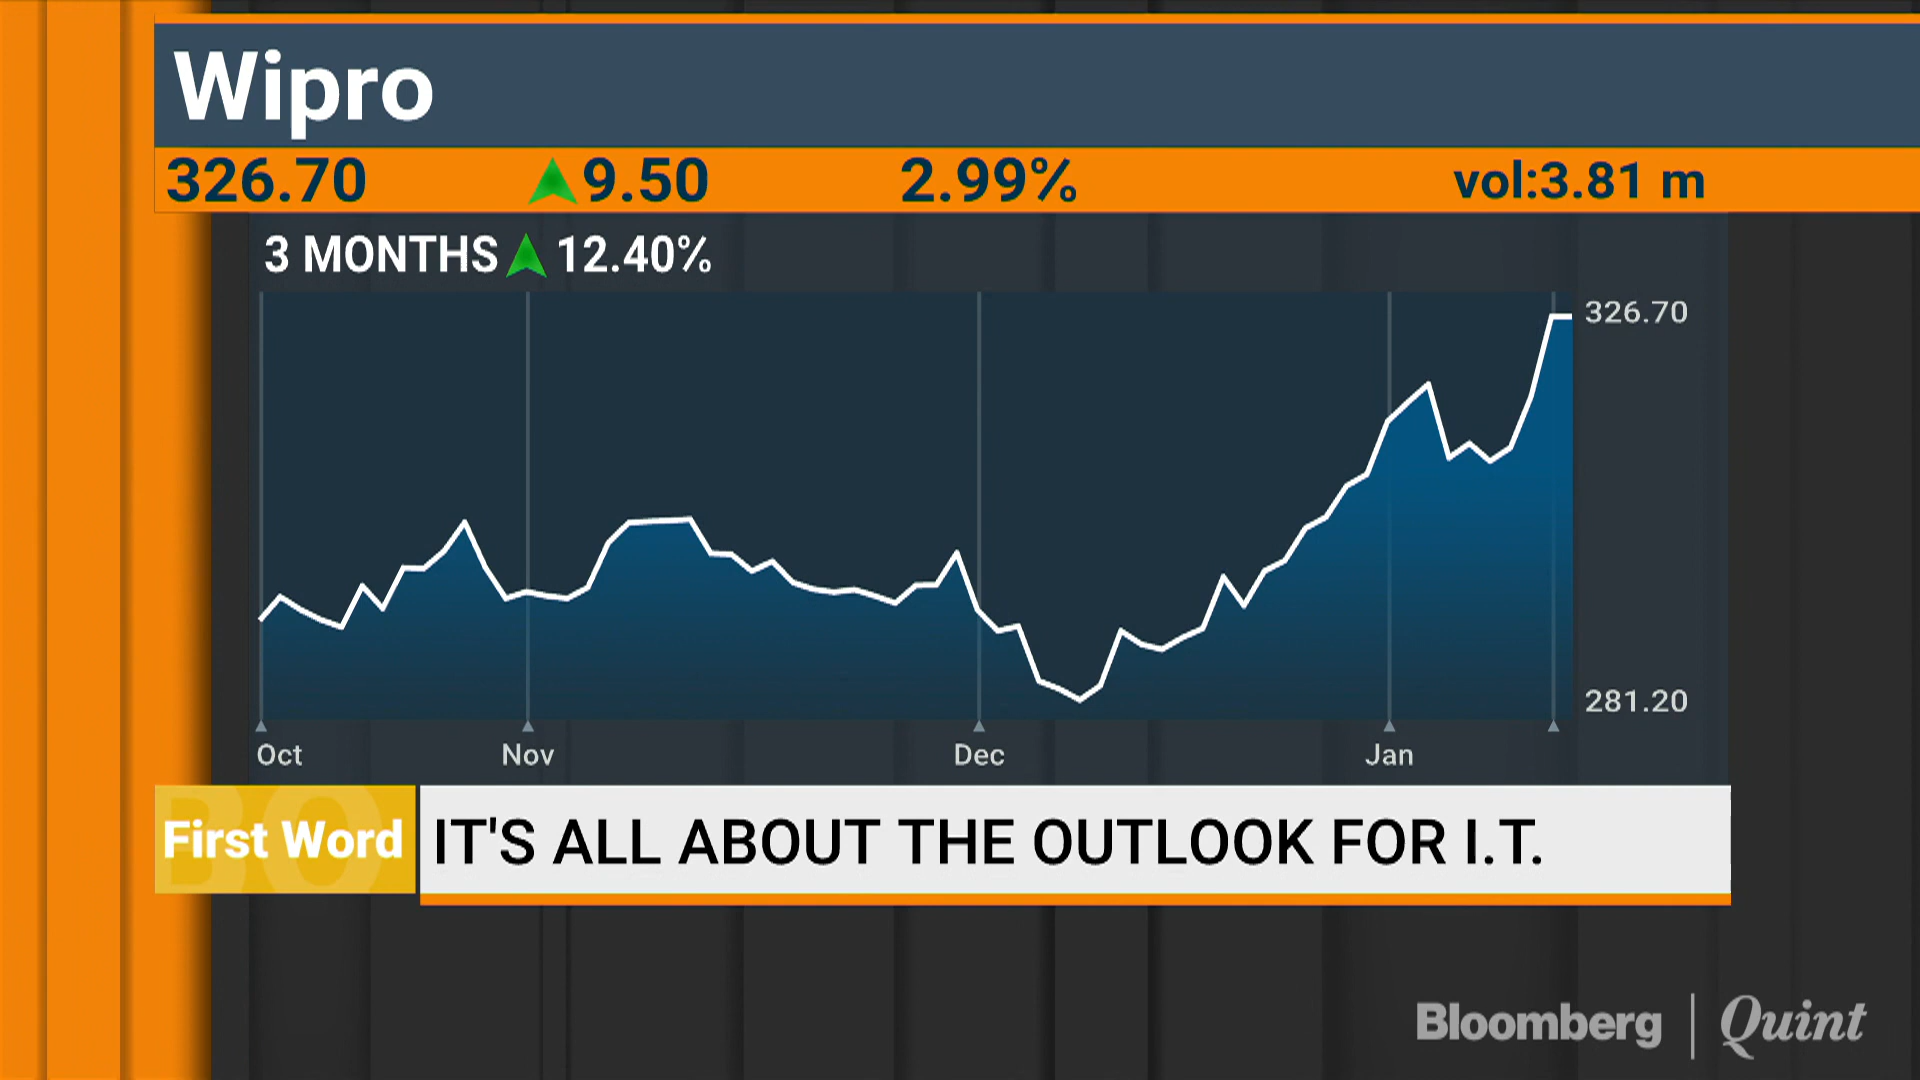 Wipro
326.70 ▲9.50 2.99% vol:3.81 m
3 MONTHS ▲ 12.40%
326.70
281.20
Oct Nov Dec Jan
First Word IT'S ALL ABOUT THE OUTLOOK FOR I.T.
Bloomberg | Quint